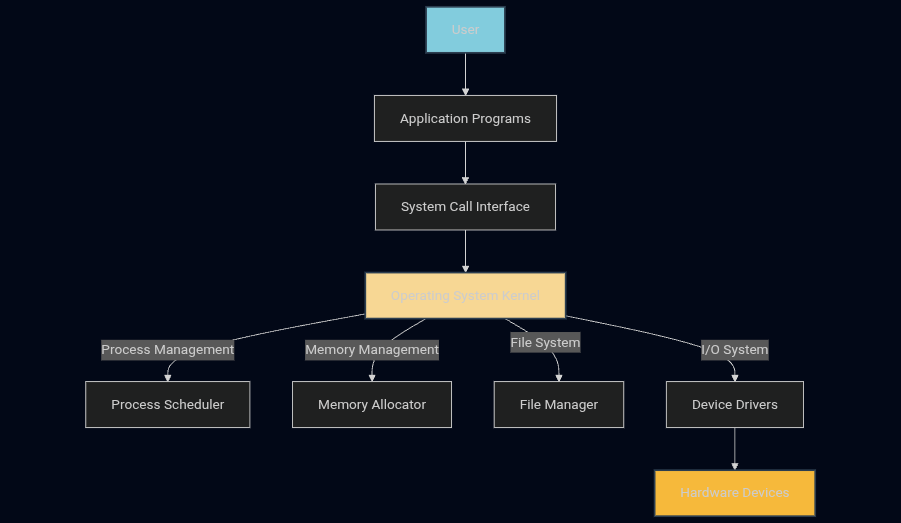 User
Application Programs
System Call Interface
Operating System Kernel
Process Management
Memory Management
File System
I/O System
Process Scheduler
Memory Allocator
File Manager
Device Drivers
Hardware Devices